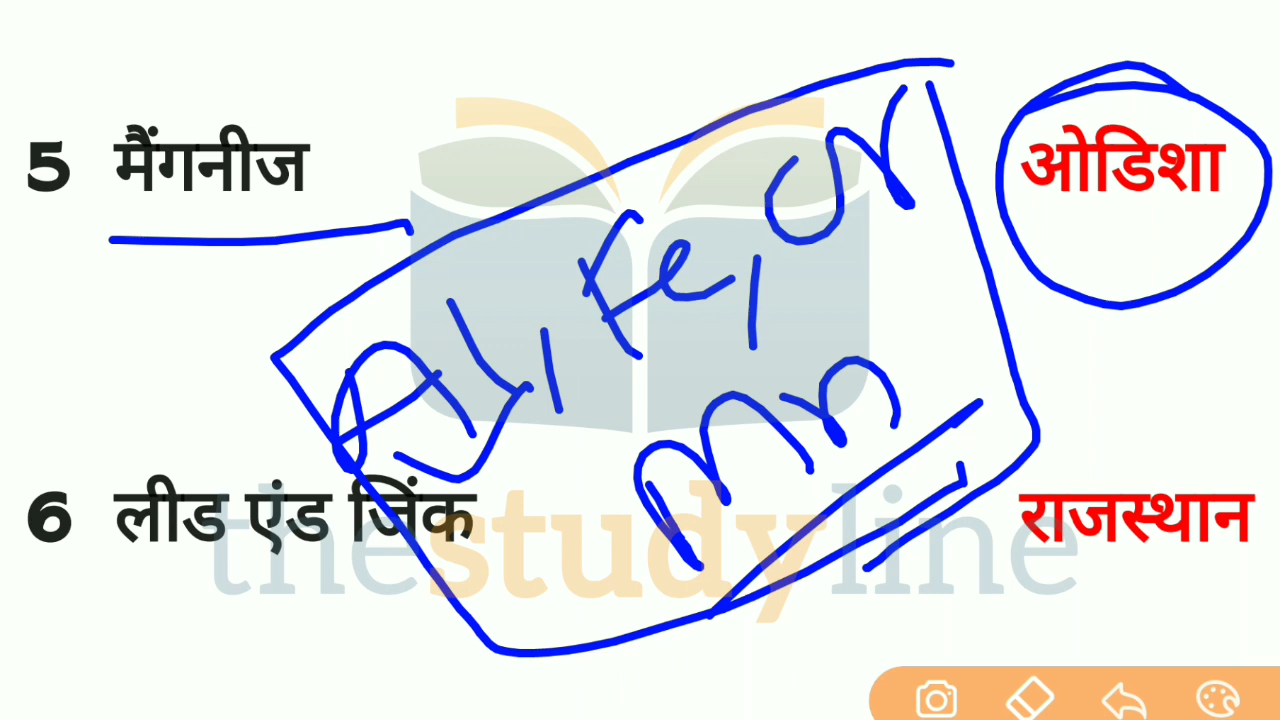 5 मैंगनीज ओडिशा
Al, Fe, Cr
Mn
6 लीड एंड जिंक राजस्थान
thestudyline